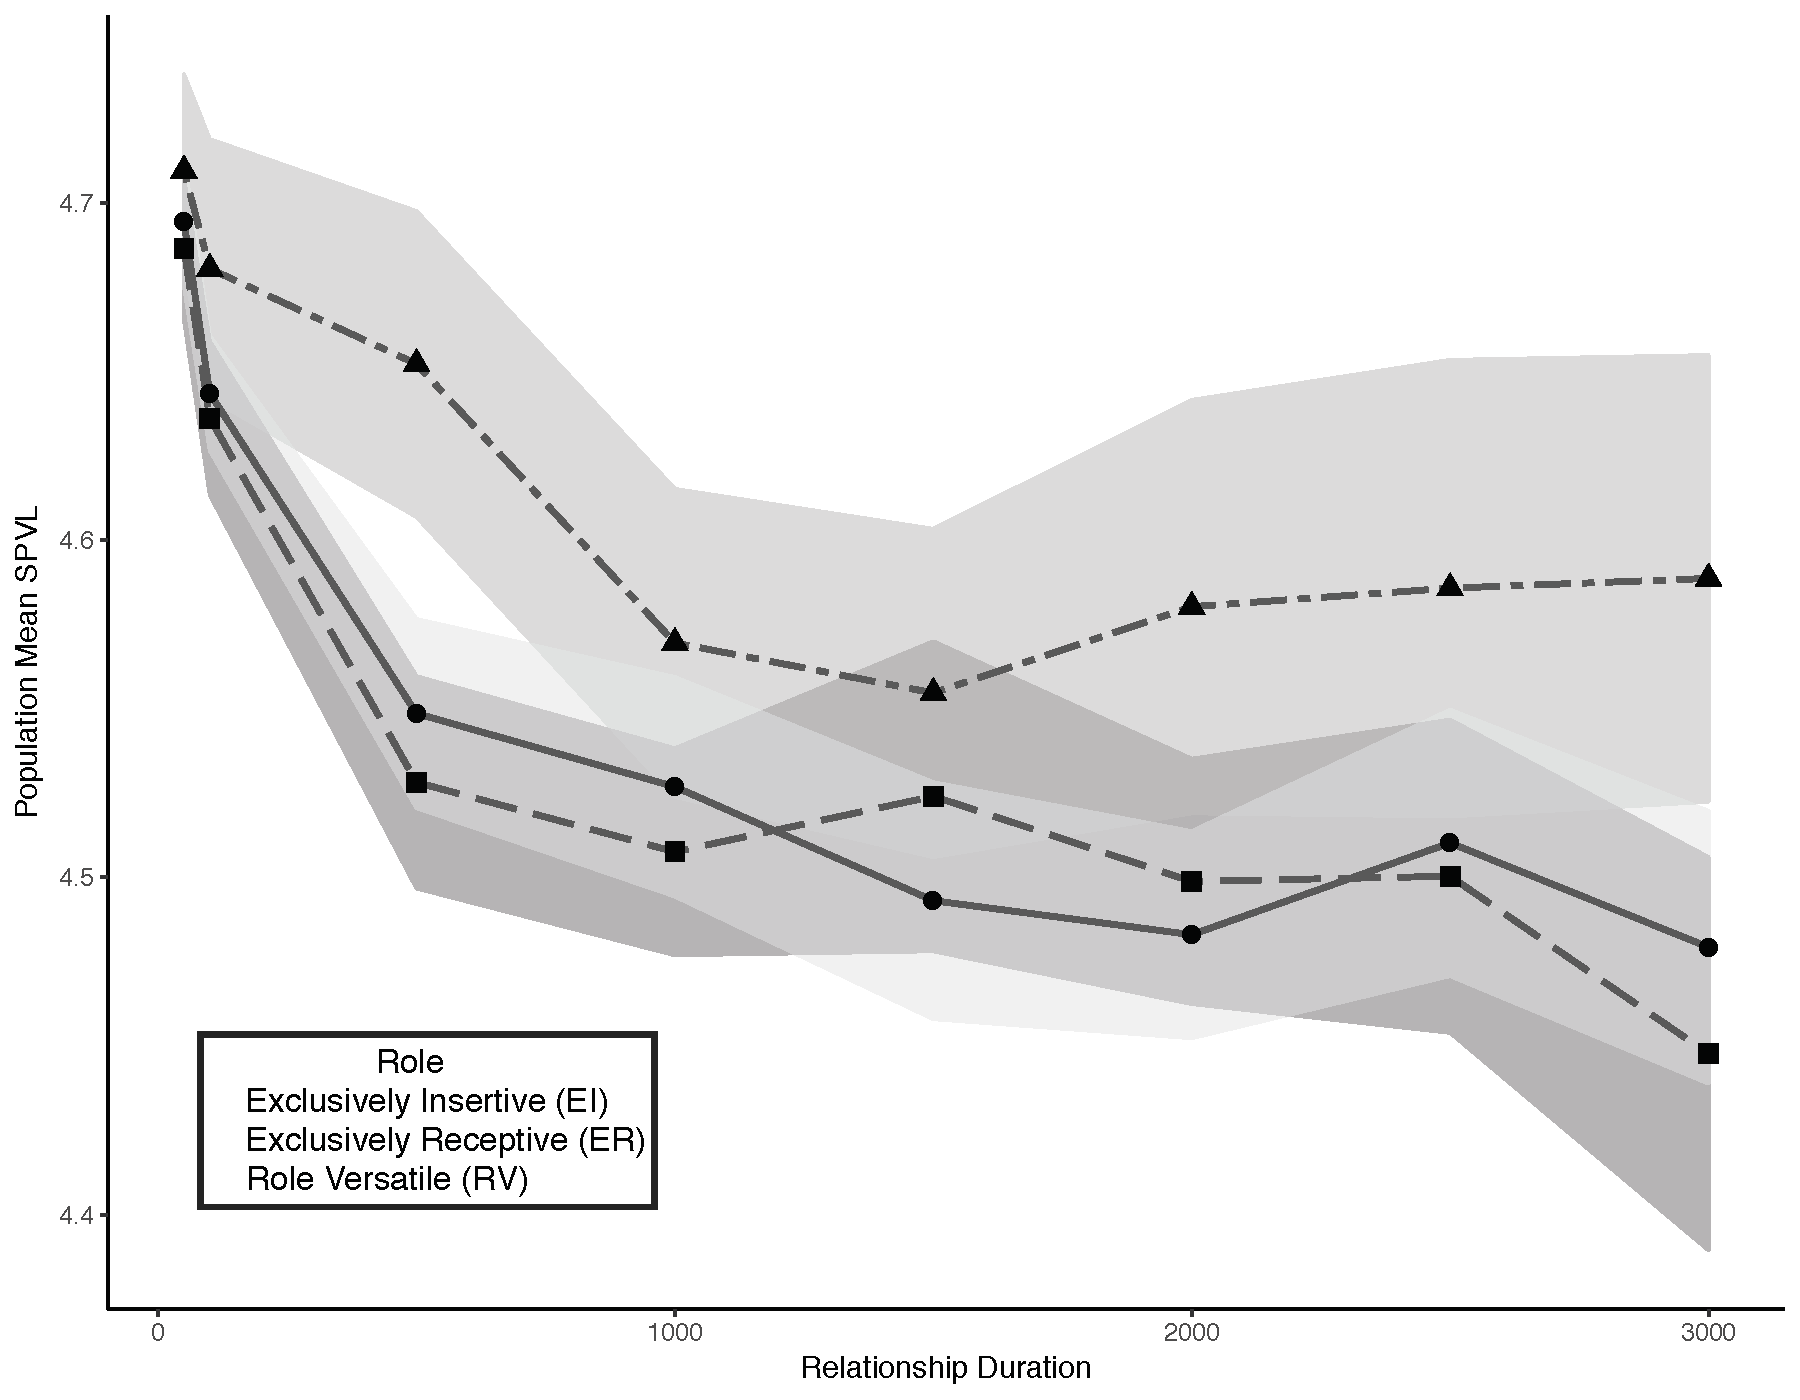 4.7
4.6
4.5
4.4
Population Mean SPVL
Role
Exclusively Insertive (EI)
Exclusively Receptive (ER)
Role Versatile (RV)
0 1000 2000 3000
Relationship Duration